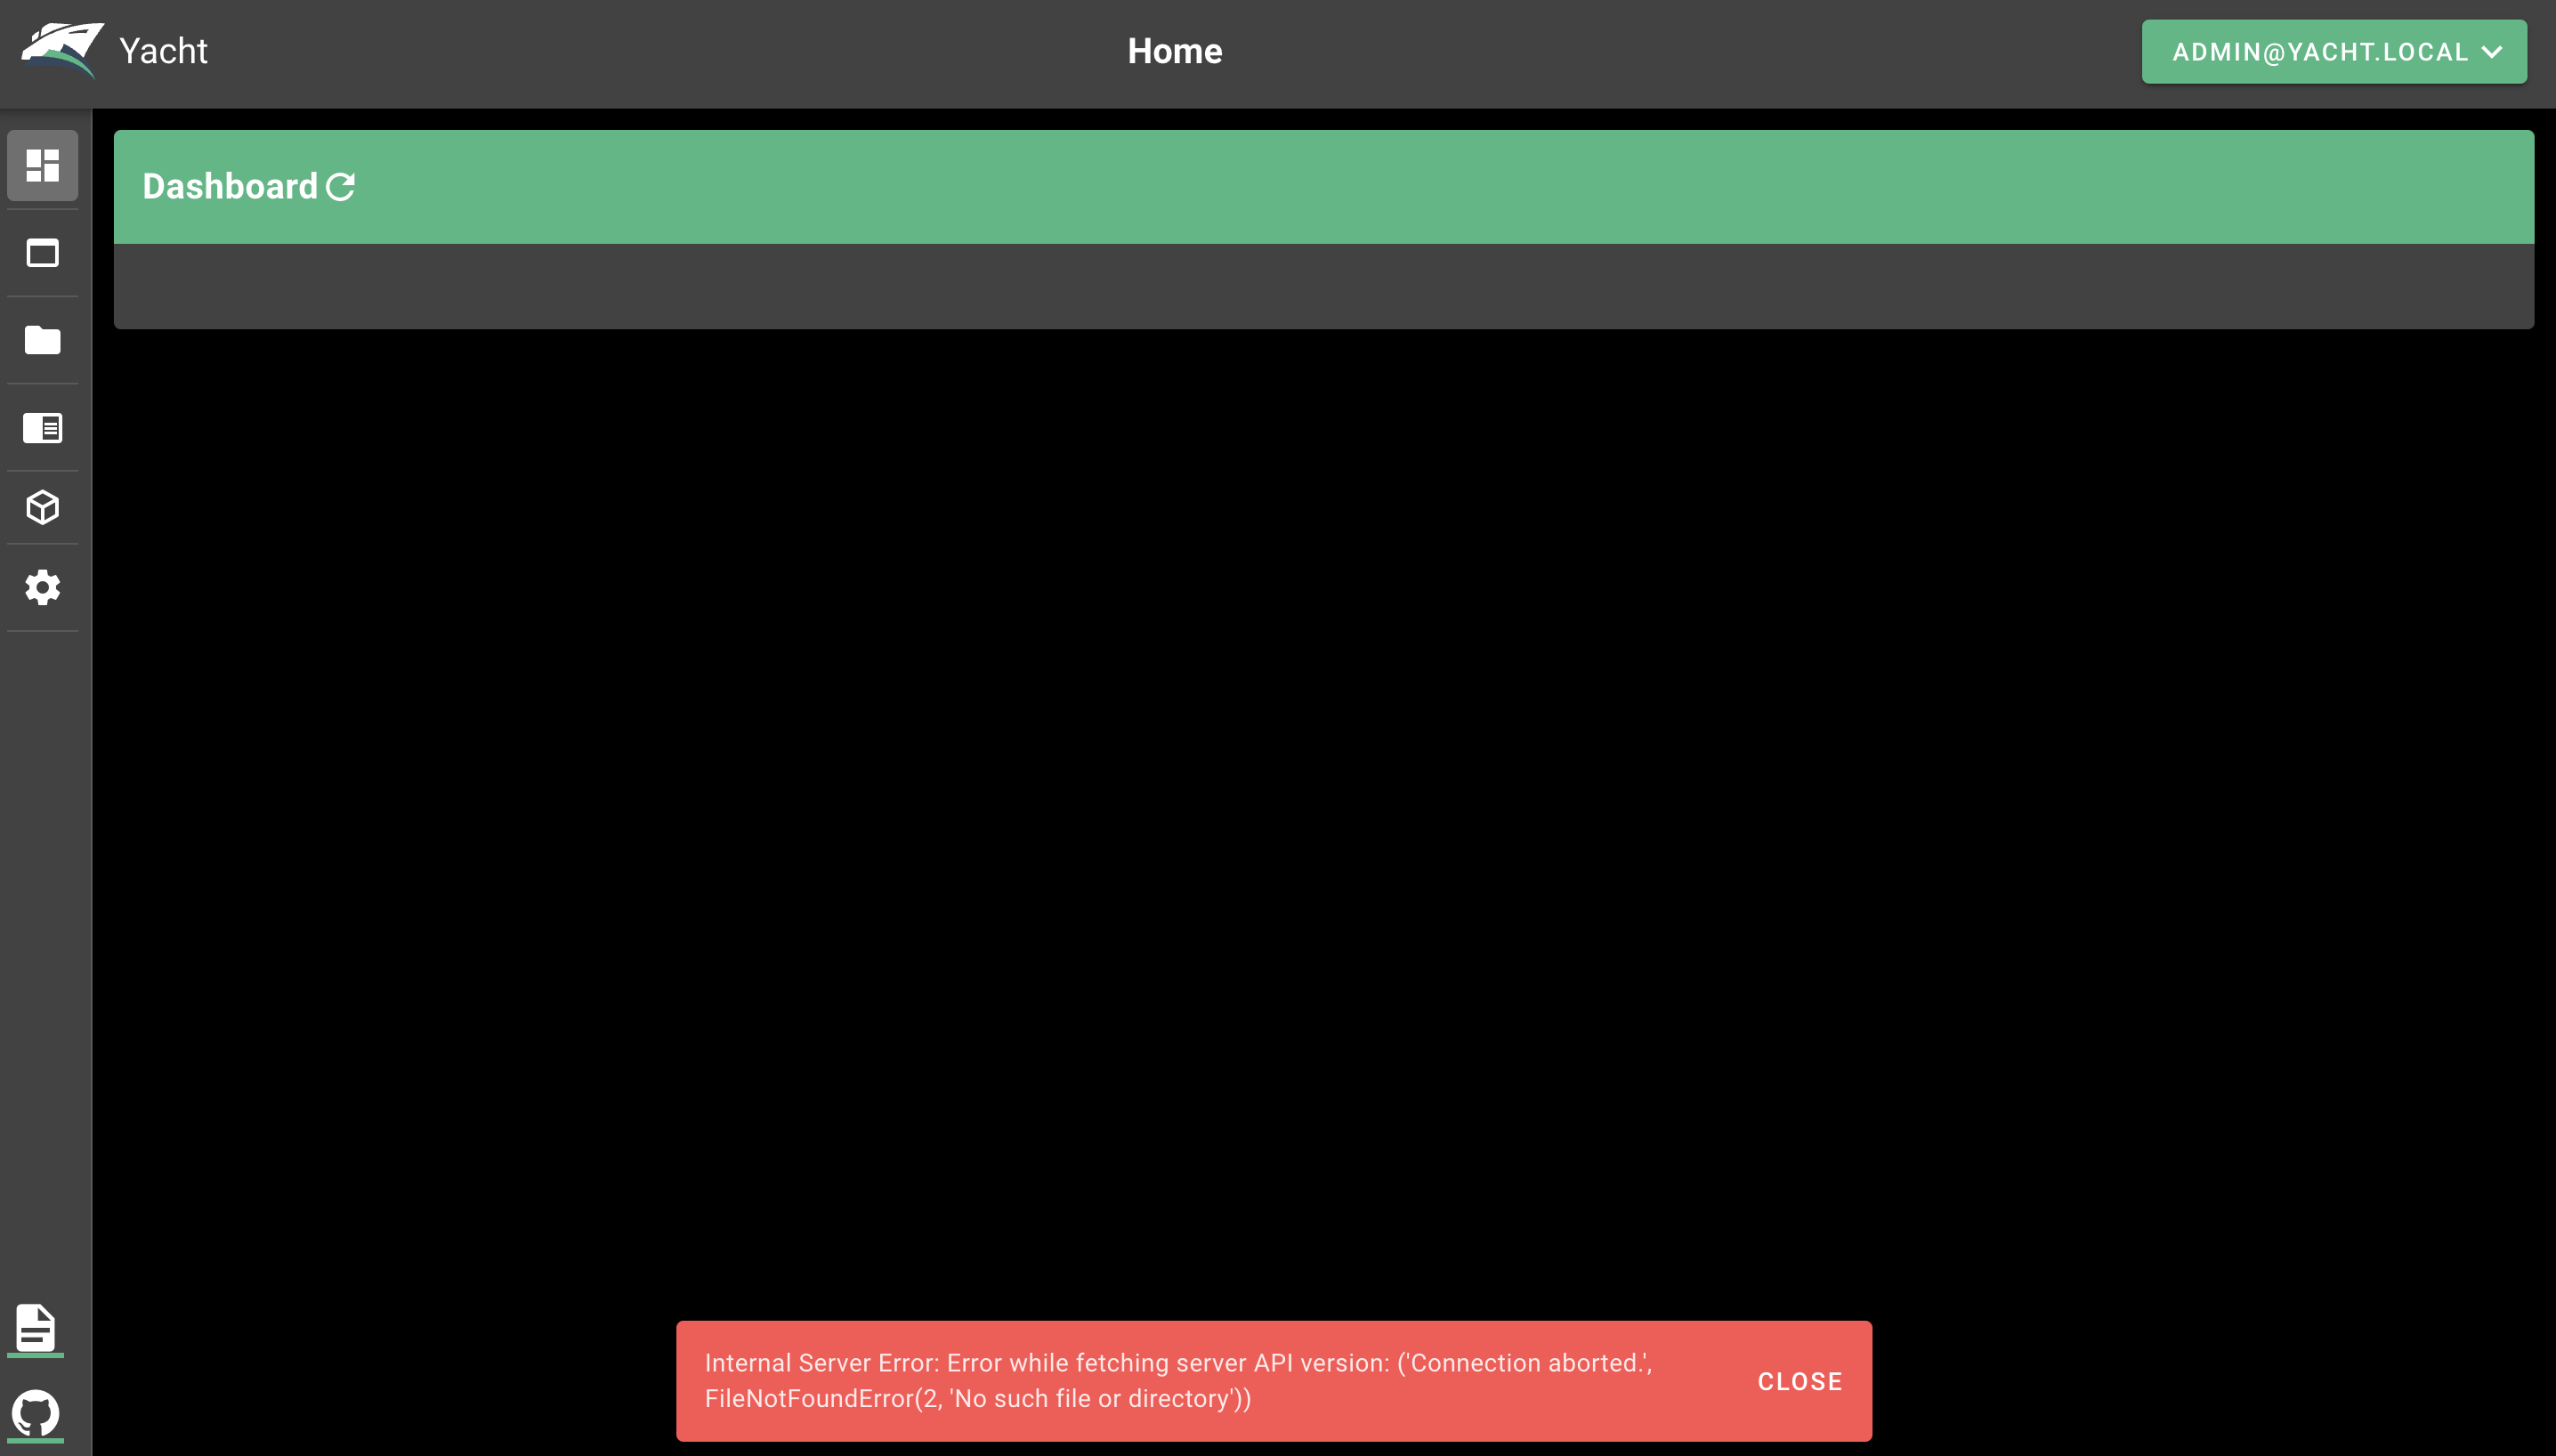 Yacht
Home
ADMIN@YACHT.LOCAL
Dashboard
Internal Server Error: Error while fetching server API version: ('Connection aborted.',
FileNotFoundError(2, 'No such file or directory'))
CLOSE